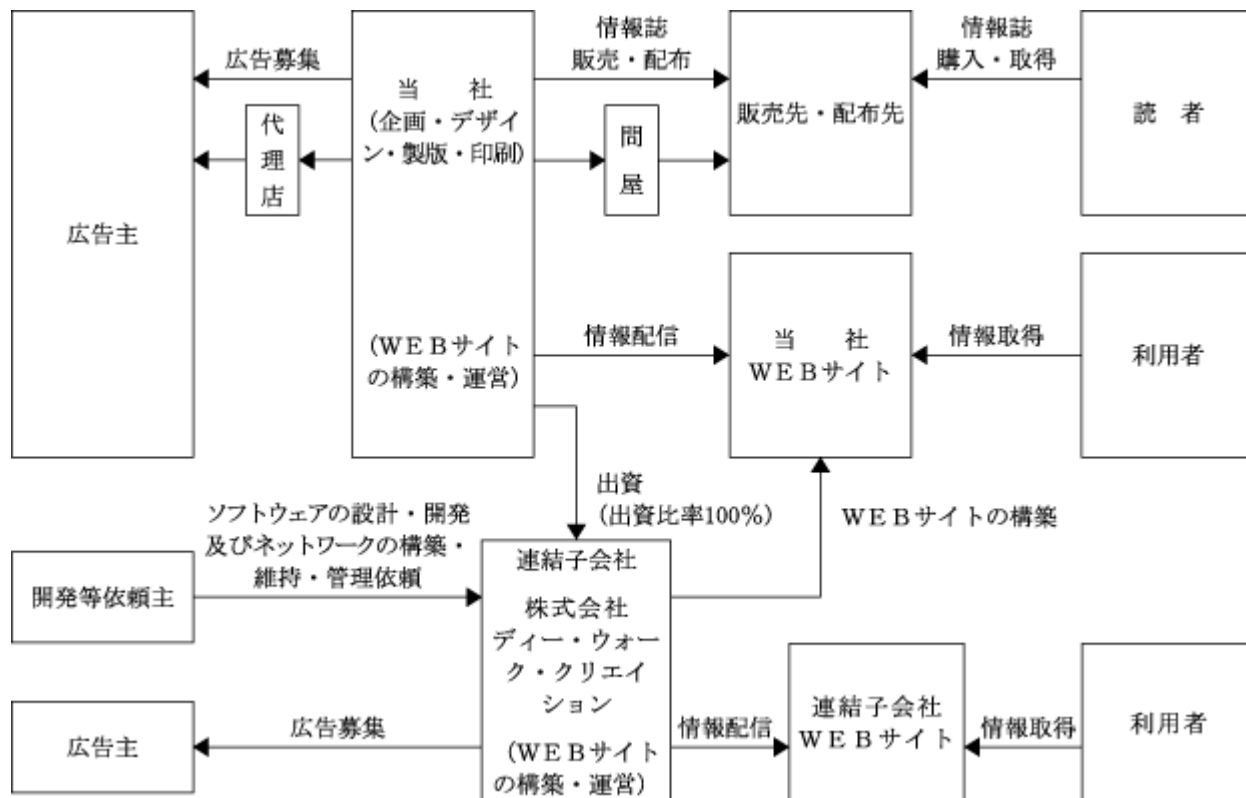 広告主
広告募集
代理店
当　　社
(企画・デザイ
ン・製版・印刷)
(ＷＥＢサイト
の構築・運営)
情報誌
販売・配布
問屋
販売先・配布先
情報誌
購入・取得
読　者
情報配信
当　　社
ＷＥＢサイト
情報取得
利用者
出資
(出資比率100%)
ＷＥＢサイトの構築
開発等依頼主
ソフトウェアの設計・開発
及びネットワークの構築・
維持・管理依頼
連結子会社
株式会社
ディー・ウォー
ク・クリエイ
ション
(ＷＥＢサイト
の構築・運営)
広告主
広告募集
情報配信
連結子会社
ＷＥＢサイト
情報取得
利用者